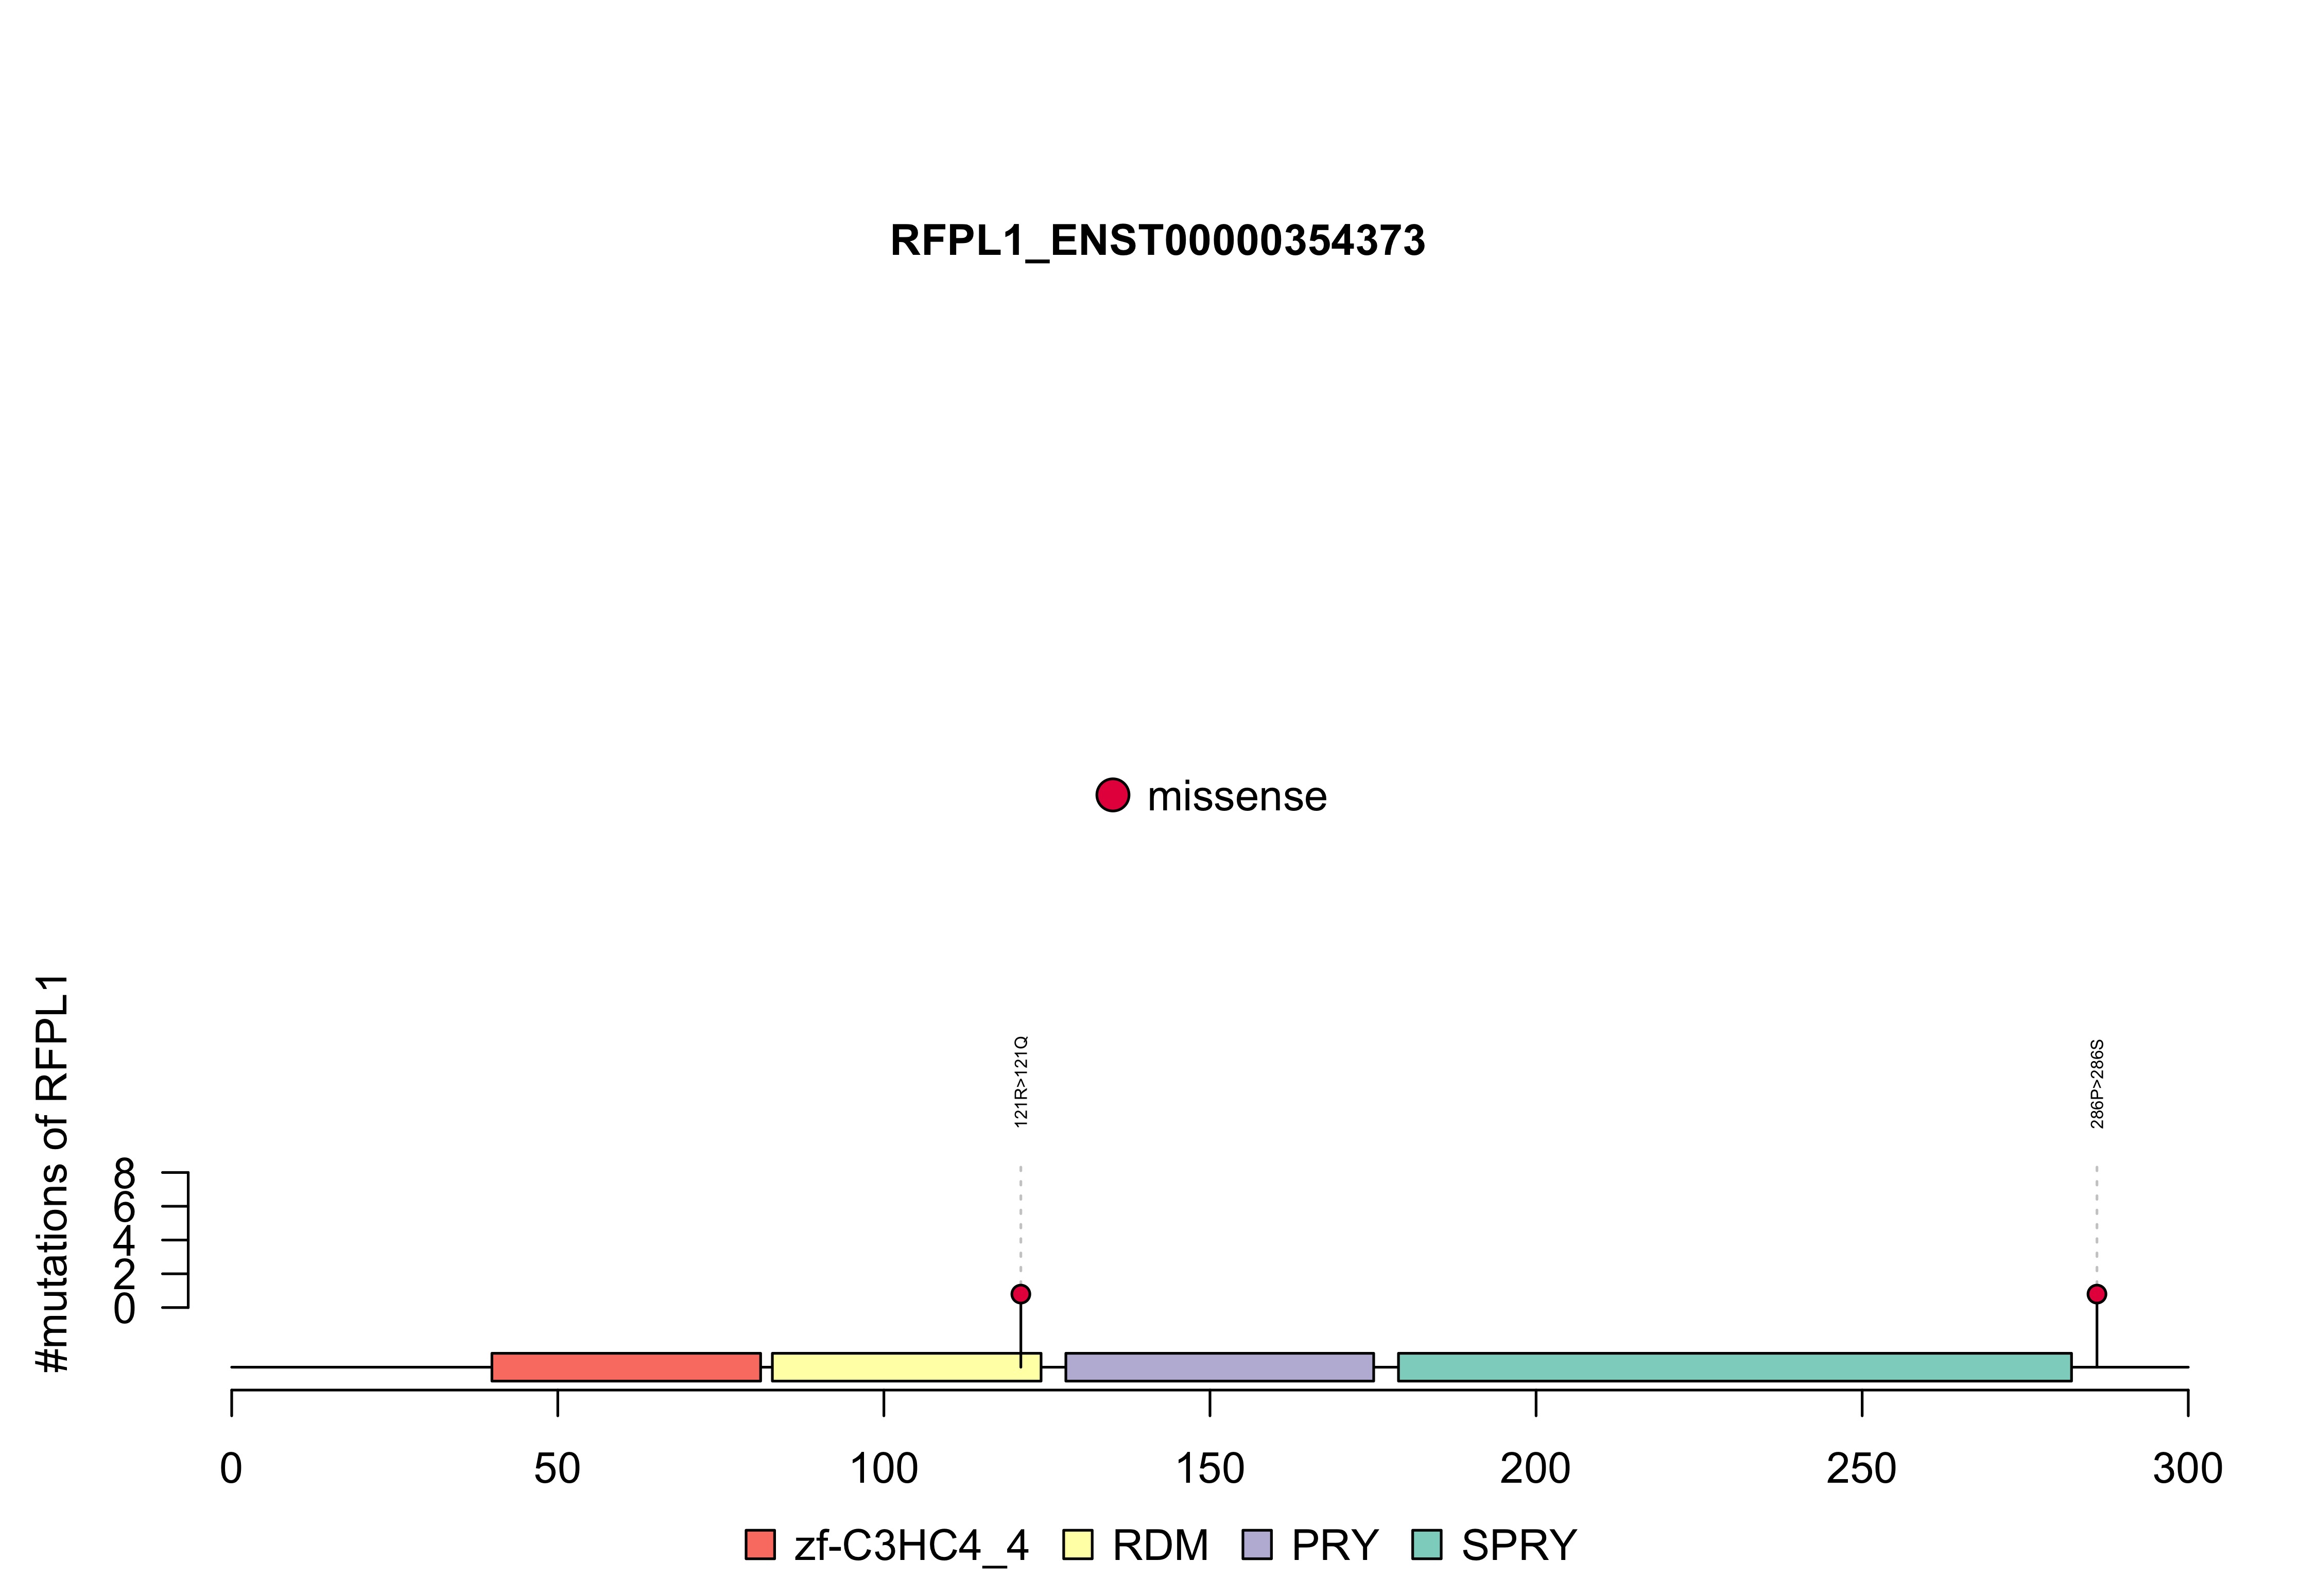 RFPL1_ENST00000354373
missense
#mutations of RFPL1
121R>121Q
286P>286S
8
6
4
2
0
0 50 100 150 200 250 300
zf-C3HC4_4 RDM PRY SPRY